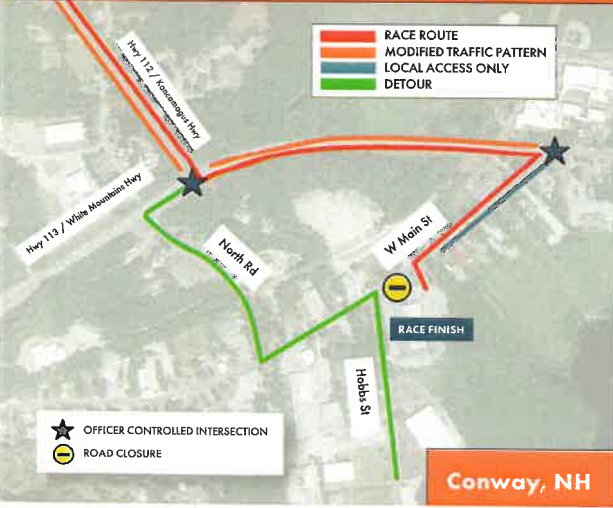 RACE ROUTE
MODIFIED TRAFFIC PATTERN
LOCAL ACCESS ONLY
DETOUR
Hwy 112 / Kancamagus Hwy
Hwy 113 / White Mountains Hwy
North Rd
W Main St
RACE FINISH
Hobbs St
OFFICER CONTROLLED INTERSECTION
ROAD CLOSURE
Conway, NH